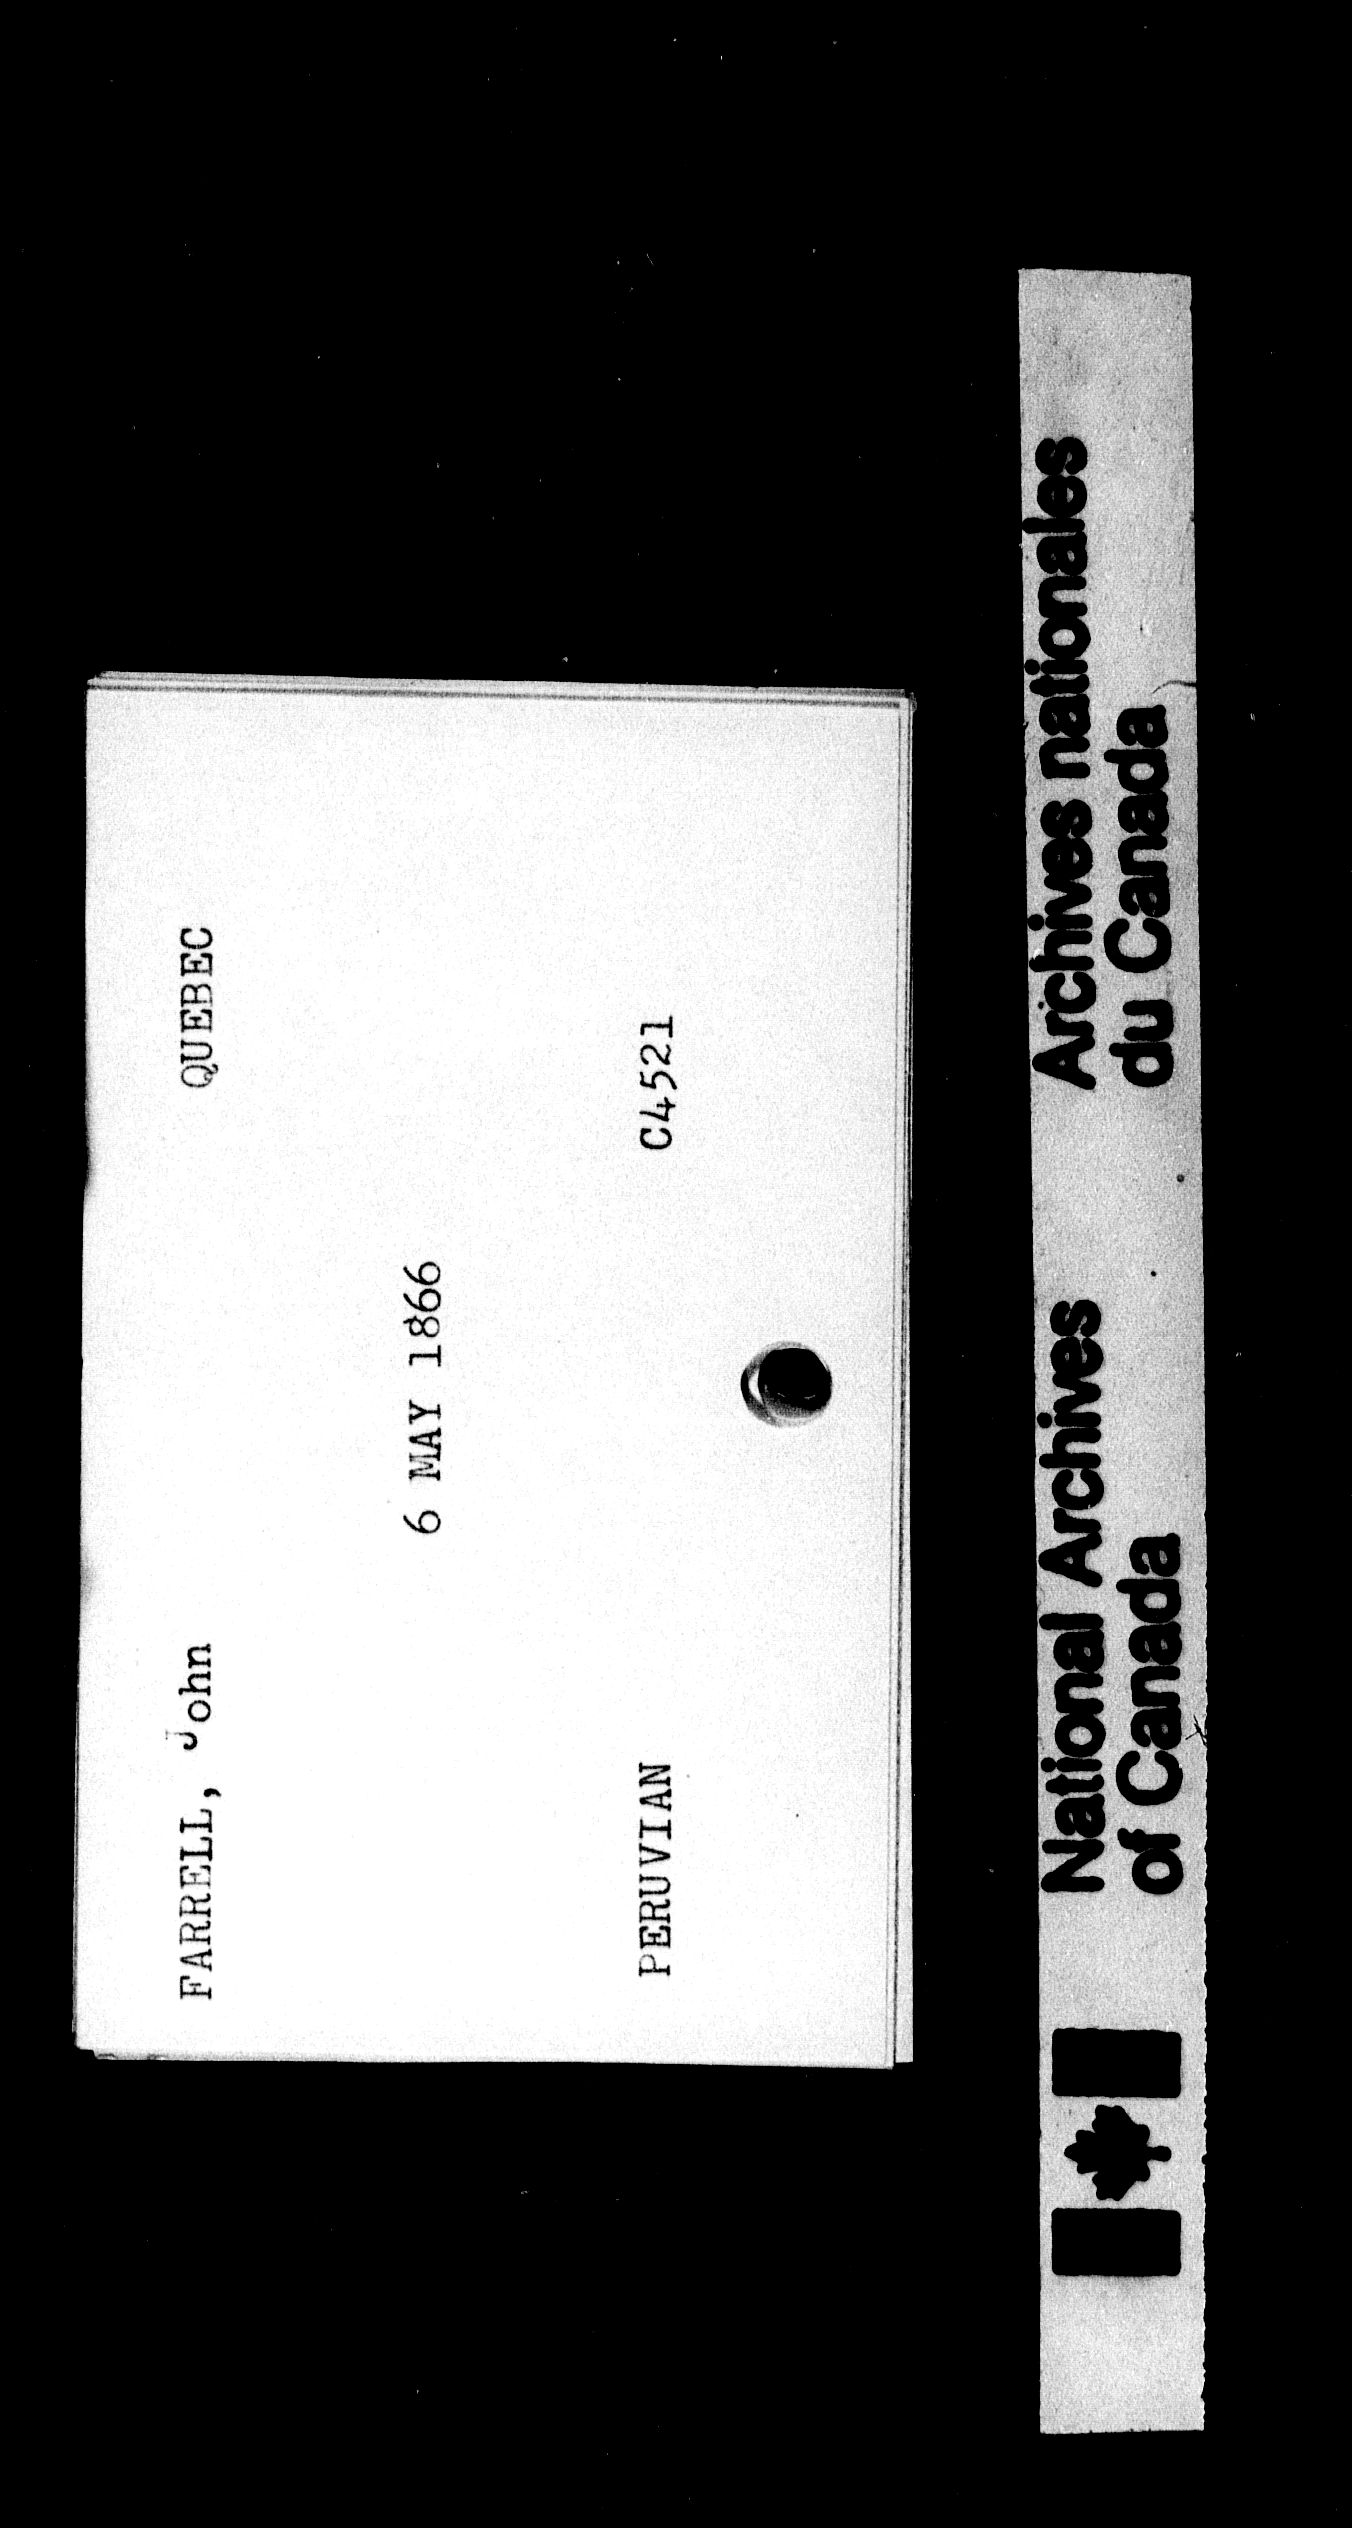 FARRELL, John QUEBEC
6 MAY 1866
PERUVIAN C4521
National Archives
of Canada
Archives nationales
du Canada